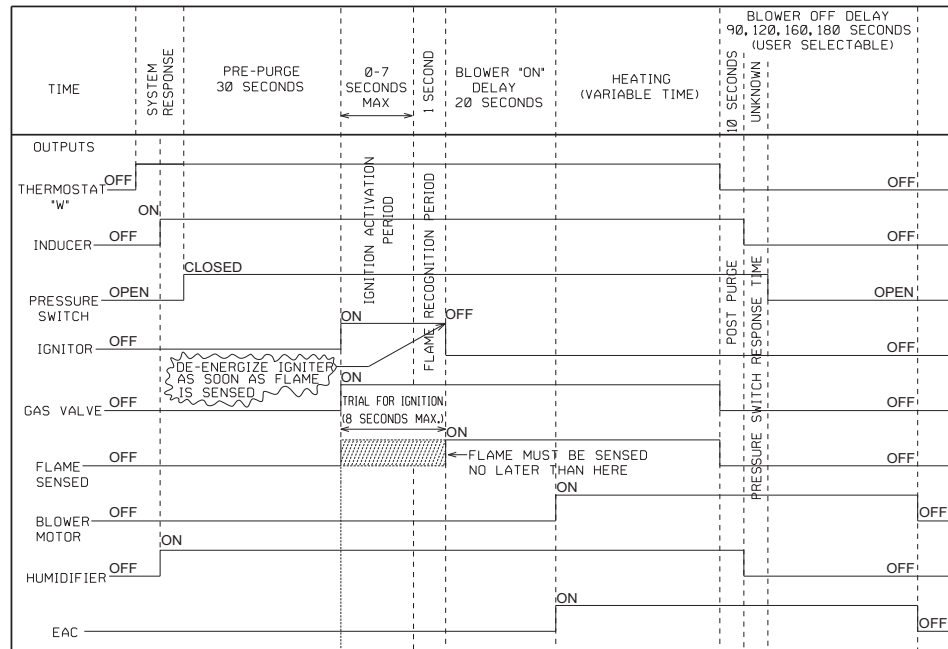 TIME
SYSTEM
RESPONSE
PRE-PURGE
30 SECONDS
0-7
SECONDS
MAX
1 SECOND
BLOWER "ON"
DELAY
20 SECONDS
HEATING
(VARIABLE TIME)
10 SECONDS
UNKNOWN
BLOWER OFF DELAY
90,120,160,180 SECONDS
(USER SELECTABLE)
OUTPUTS
THERMOSTAT
"W"
OFF
OFF
INDUCER
OFF
ON
OFF
PRESSURE
SWITCH
OPEN
CLOSED
OPEN
IGNITION ACTIVATION
PERIOD
FLAME RECOGNITION PERIOD
POST PURGE
PRESSURE SWITCH RESPONSE TIME
IGNITOR
OFF
ON
OFF
OFF
DE-ENERGIZE IGNITER
AS SOON AS FLAME
IS SENSED
GAS VALVE
OFF
ON
OFF
TRIAL FOR IGNITION
(8 SECONDS MAX.)
FLAME
SENSED
OFF
ON
OFF
FLAME MUST BE SENSED
NO LATER THAN HERE
BLOWER
MOTOR
OFF
ON
OFF
HUMIDIFIER
OFF
ON
OFF
EAC
ON
OFF